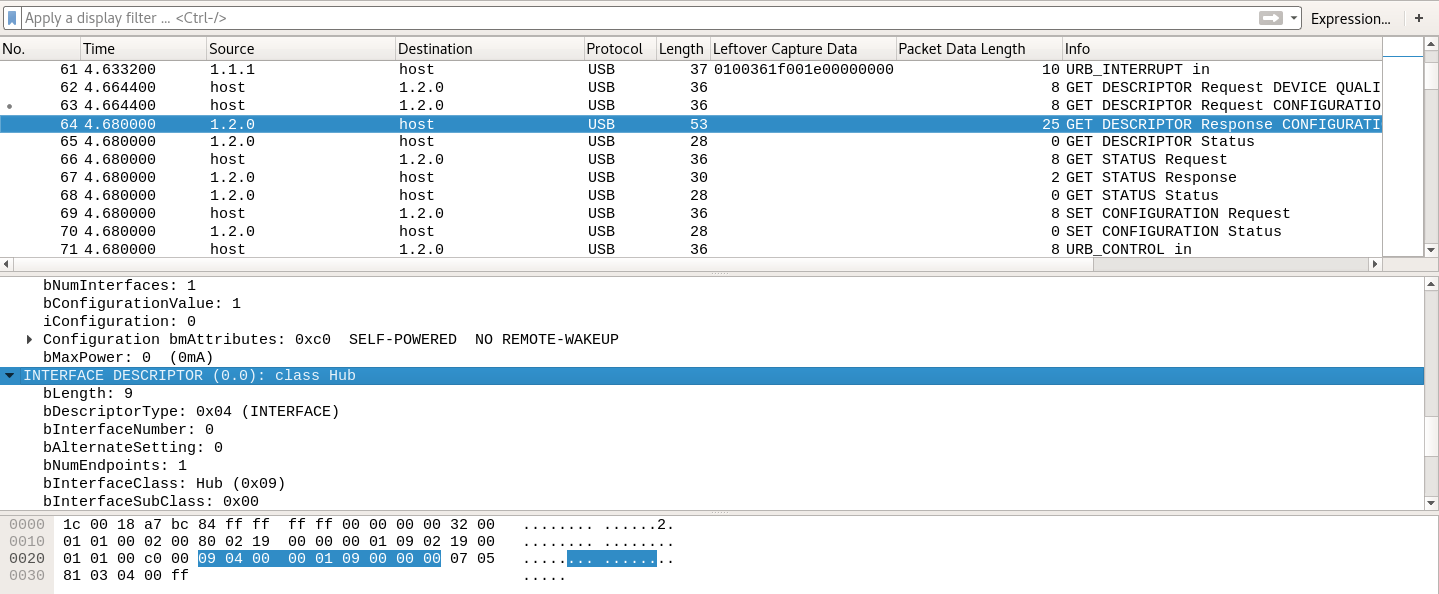 Apply a display filter ... <Ctrl-/> Expression... +
No. Time Source Destination Protocol Length Leftover Capture Data Packet Data Length Info
61 4.633200 1.1.1 host USB 37 0100361f001e00000000 10 URB_INTERRUPT in
62 4.664400 host 1.2.0 USB 36 8 GET DESCRIPTOR Request DEVICE QUALI
63 4.664400 host 1.2.0 USB 36 8 GET DESCRIPTOR Request CONFIGURATIO
64 4.680000 1.2.0 host USB 53 25 GET DESCRIPTOR Response CONFIGURATI
65 4.680000 1.2.0 host USB 28 0 GET DESCRIPTOR Status
66 4.680000 host 1.2.0 USB 36 8 GET STATUS Request
67 4.680000 1.2.0 host USB 30 2 GET STATUS Response
68 4.680000 1.2.0 host USB 28 0 GET STATUS Status
69 4.680000 host 1.2.0 USB 36 8 SET CONFIGURATION Request
70 4.680000 1.2.0 host USB 28 0 SET CONFIGURATION Status
71 4.680000 host 1.2.0 USB 36 8 URB_CONTROL in
bNumInterfaces: 1
bConfigurationValue: 1
iConfiguration: 0
Configuration bmAttributes: 0xc0 SELF-POWERED NO REMOTE-WAKEUP
bMaxPower: 0 (0mA)
INTERFACE DESCRIPTOR (0.0): class Hub
bLength: 9
bDescriptorType: 0x04 (INTERFACE)
bInterfaceNumber: 0
bAlternateSetting: 0
bNumEndpoints: 1
bInterfaceClass: Hub (0x09)
bInterfaceSubClass: 0x00
0000 1c 00 18 a7 bc 84 ff ff ff ff 00 00 00 00 32 00 ........ ......2.
0010 01 01 00 02 00 80 02 19 00 00 00 01 09 02 19 00 ........ ........
0020 01 01 00 c0 00 09 04 00 00 01 09 00 00 00 07 05 ........ ........
0030 81 03 04 00 ff .....